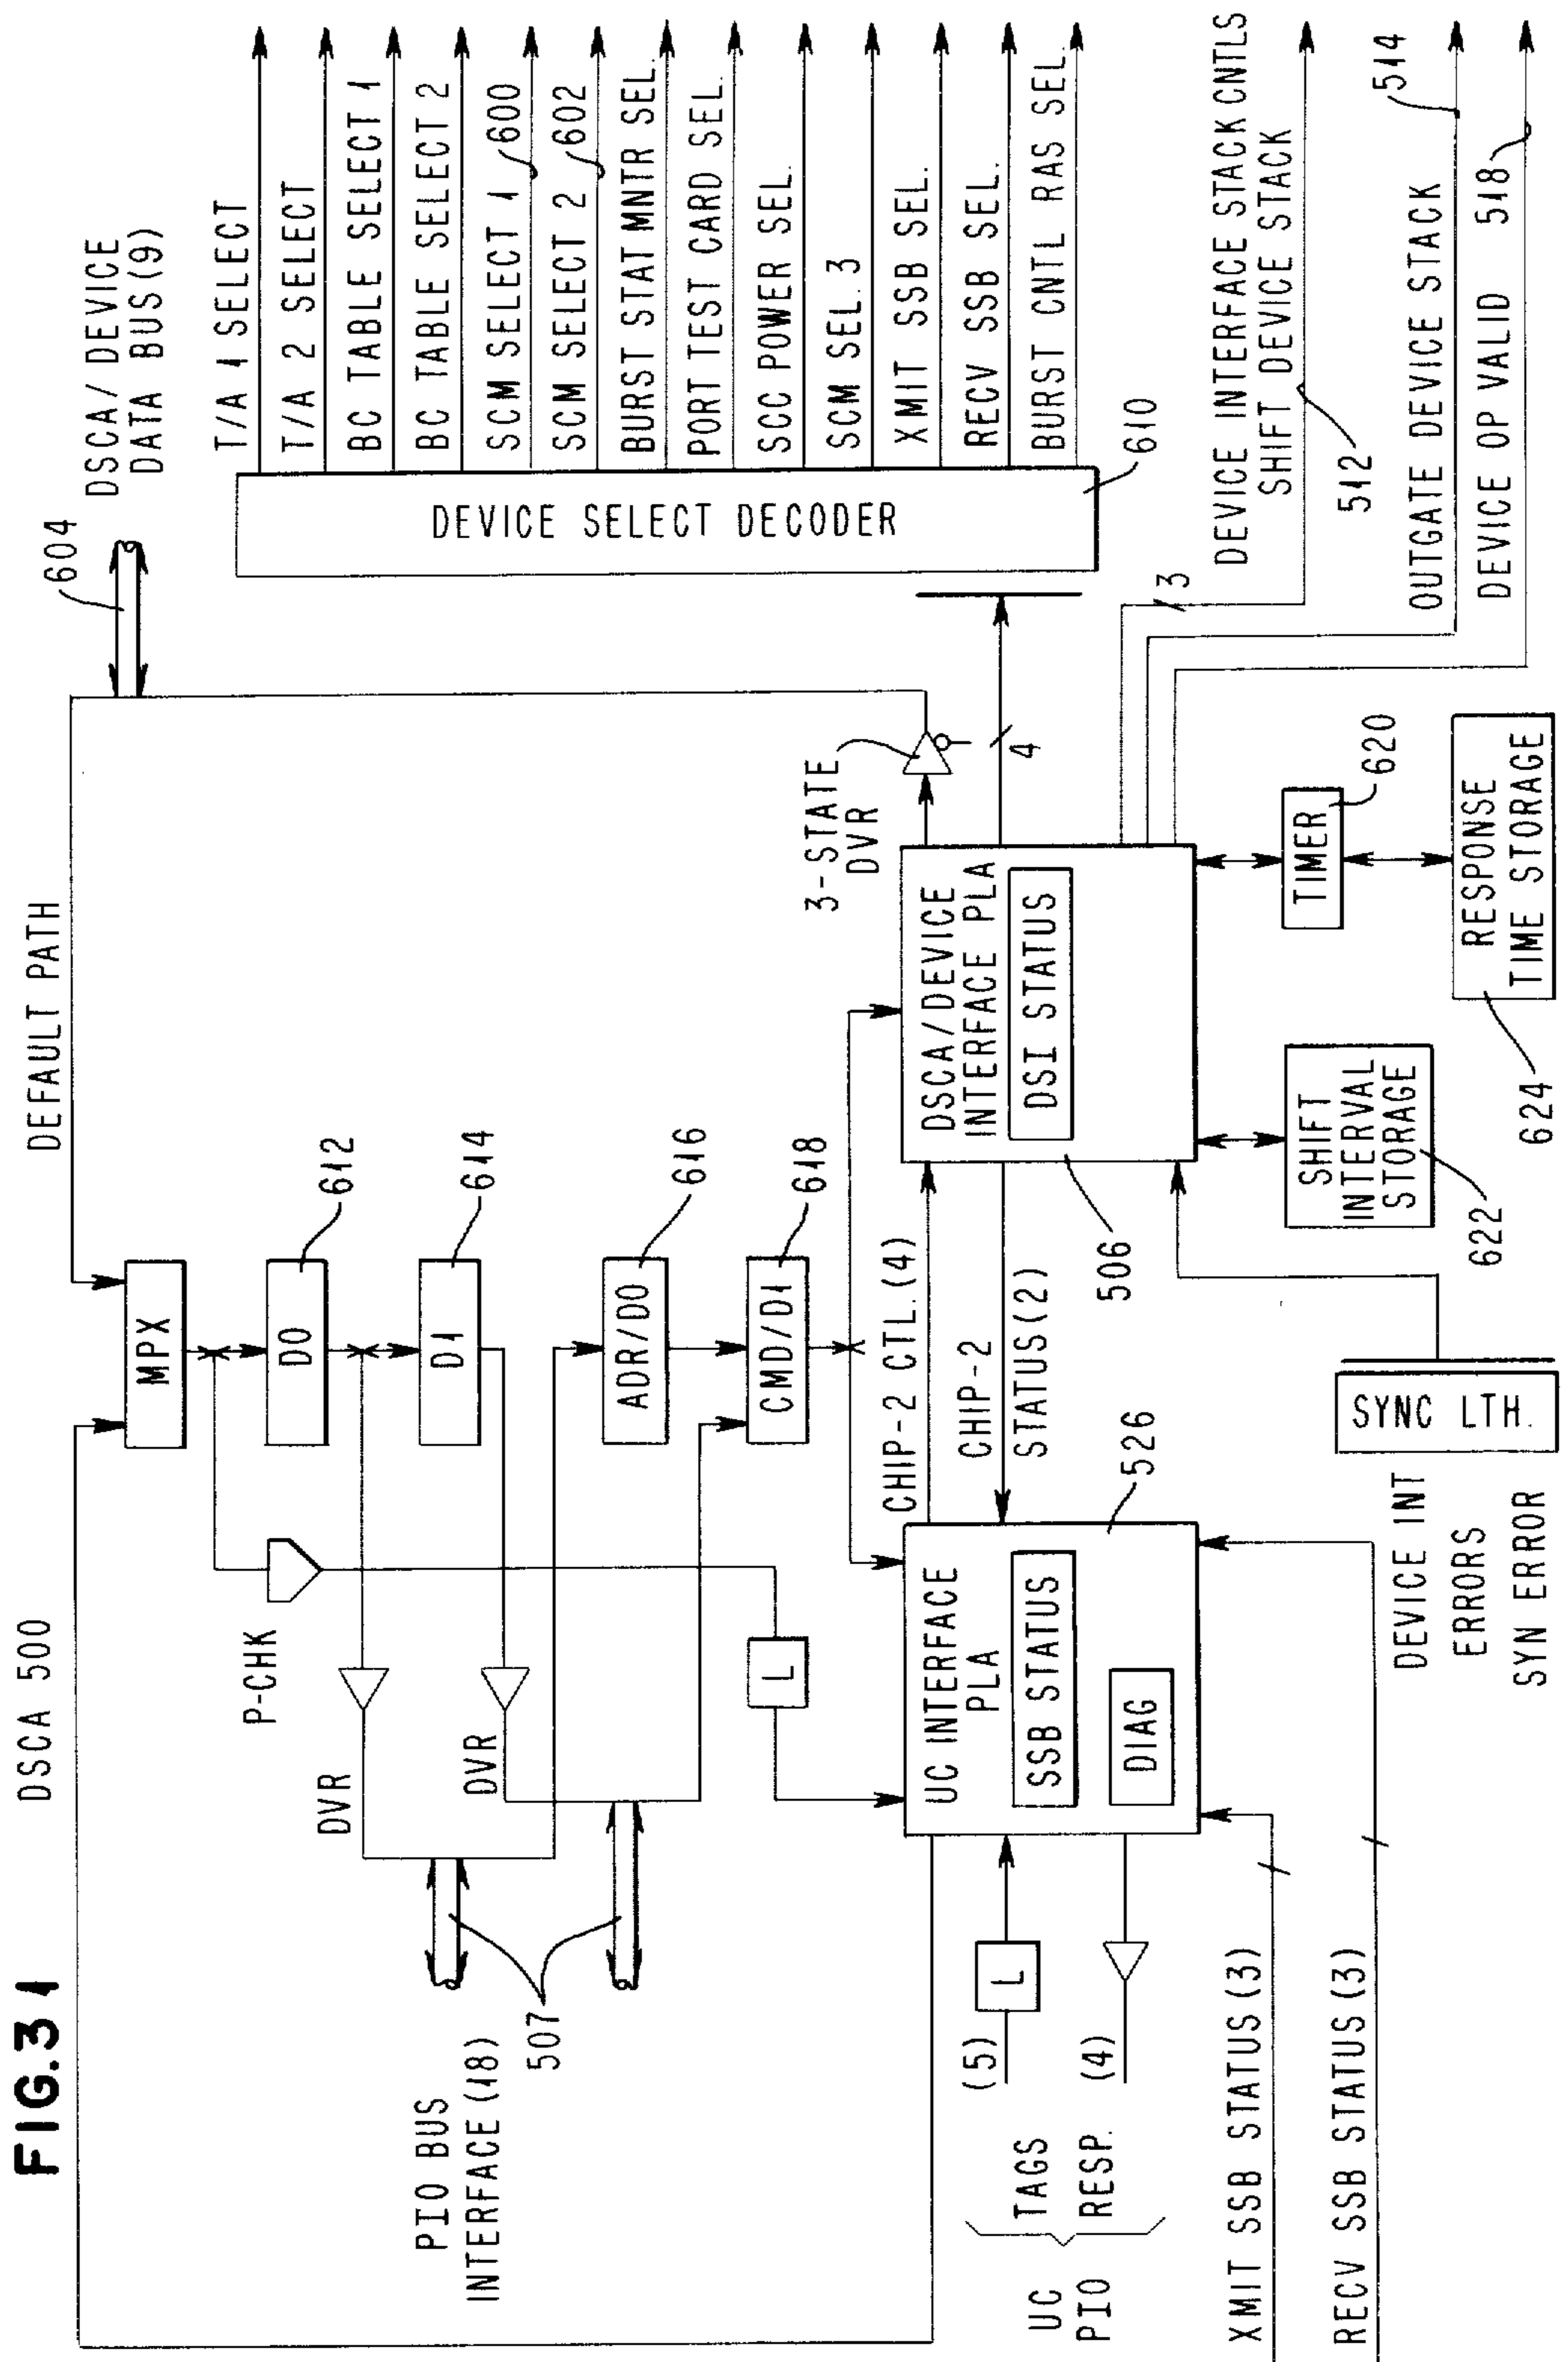 FIG.31
DSCA 500
DEFAULT PATH
DSCA/DEVICE
DATA BUS(9)
604
T/A 1 SELECT
T/A 2 SELECT
BC TABLE SELECT 1
BC TABLE SELECT 2
SCM SELECT 1 600
SCM SELECT 2 602
BURST STAT MNTR SEL.
PORT TEST CARD SEL.
SCC POWER SEL.
SCM SEL. 3
XMIT SSB SEL.
RECV SSB SEL.
BURST CNTL RAS SEL.
DEVICE SELECT DECODER
610
DEVICE INTERFACE STACK CNTLS
SHIFT DEVICE STACK
512
OUTGATE DEVICE STACK
514
DEVICE OP VALID 518
3
4
3-STATE
DVR
MPX
D0
612
D1
614
ADR/D0
616
CMD/D1
618
P-CHK
DVR
DVR
L
PIO BUS
INTERFACE (18)
507
CHIP-2 CTL.(4)
CHIP-2
STATUS(2)
UC INTERFACE
PLA
SSB STATUS
DIAG
526
DSCA/DEVICE
INTERFACE PLA
DSI STATUS
506
TIMER
620
RESPONSE
TIME STORAGE
624
SHIFT
INTERVAL
STORAGE
622
SYNC LTH.
DEVICE INT
ERRORS
SYN ERROR
(5)
L
(4)
UC
PIO
TAGS
RESP.
XMIT SSB STATUS(3)
RECV SSB STATUS(3)